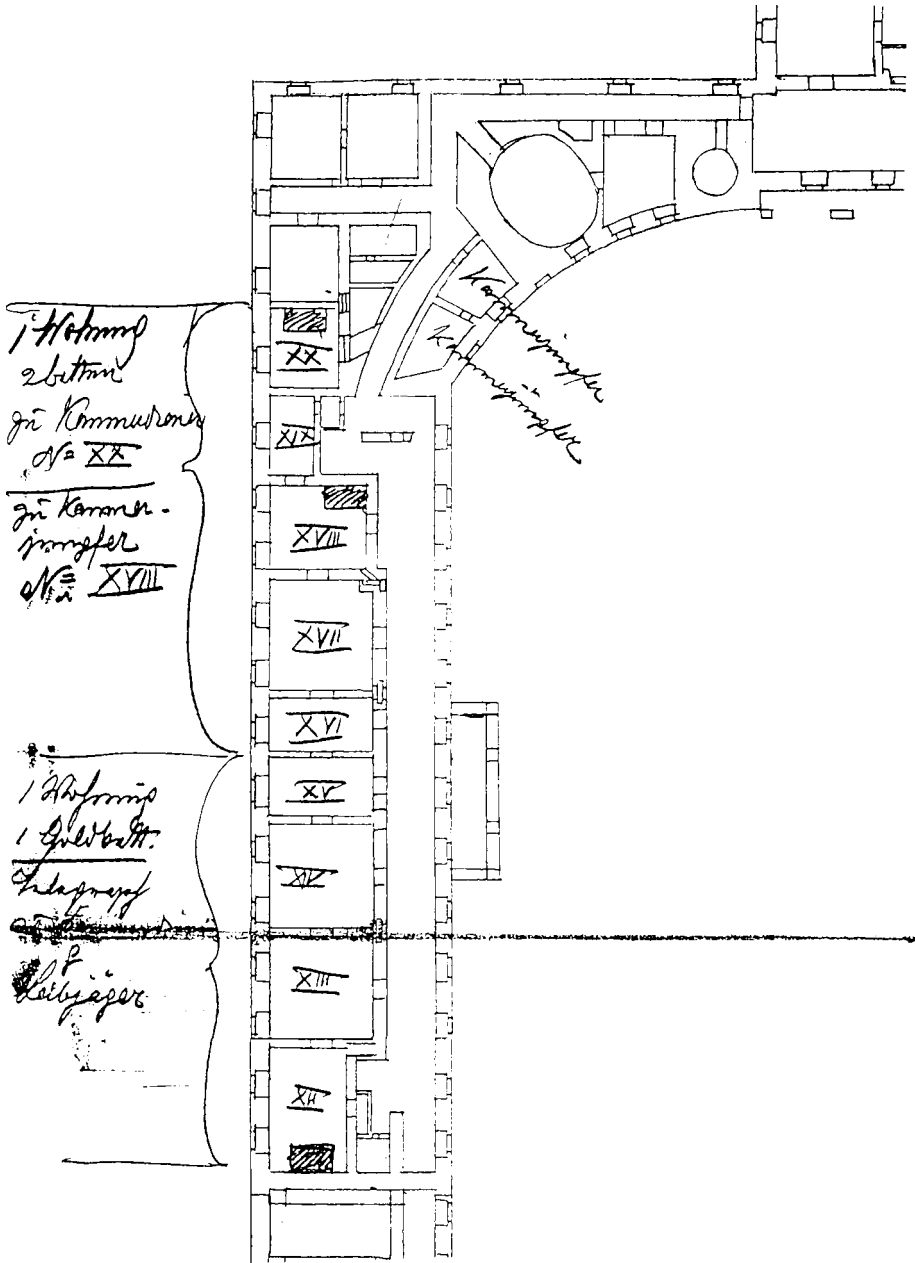 1 Wohnung
2 betten
zu Kammerdiener
No XX
zu Kammer-
jungfer
No XVIII
1 Wohnung
1
Telegraph
f
Leibjäger
Kammerjungfer
Kammerjungfer
XX
XIX
XVIII
XVII
XVI
XV
XIV
XIII
XII